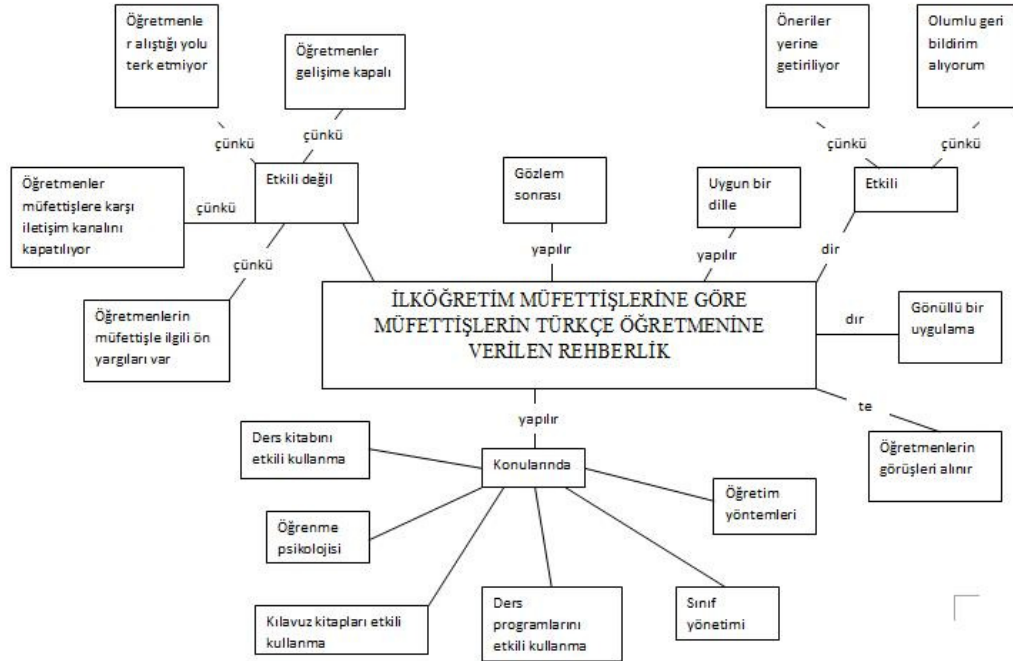 Öğretmenle
r alıştığı yolu
terk etmiyor
Öğretmenler
gelişime kapalı
Öneriler
yerine
getiriliyor
Olumlu geri
bildirim
alıyorum
çünkü
çünkü
çünkü
çünkü
Etkili değil
Gözlem
sonrası
Uygun bir
dille
Etkili
Öğretmenler
müfettişlere karşı
iletişim kanalını
kapatılıyor
çünkü
çünkü
yapılır
yapılır
dir
Öğretmenlerin
müfettişle ilgili ön
yargıları var
İLKÖĞRETİM MÜFETTİŞLERİNE GÖRE
MÜFETTİŞLERİN TÜRKÇE ÖĞRETMENİNE
VERİLEN REHBERLİK
dır
Gönüllü bir
uygulama
te
Öğretmenlerin
görüşleri alınır
yapılır
Konularında
Ders kitabını
etkili kullanma
Öğretim
yöntemleri
Öğrenme
psikolojisi
Kılavuz kitapları etkili
kullanma
Ders
programlarını
etkili kullanma
Sınıf
yönetimi